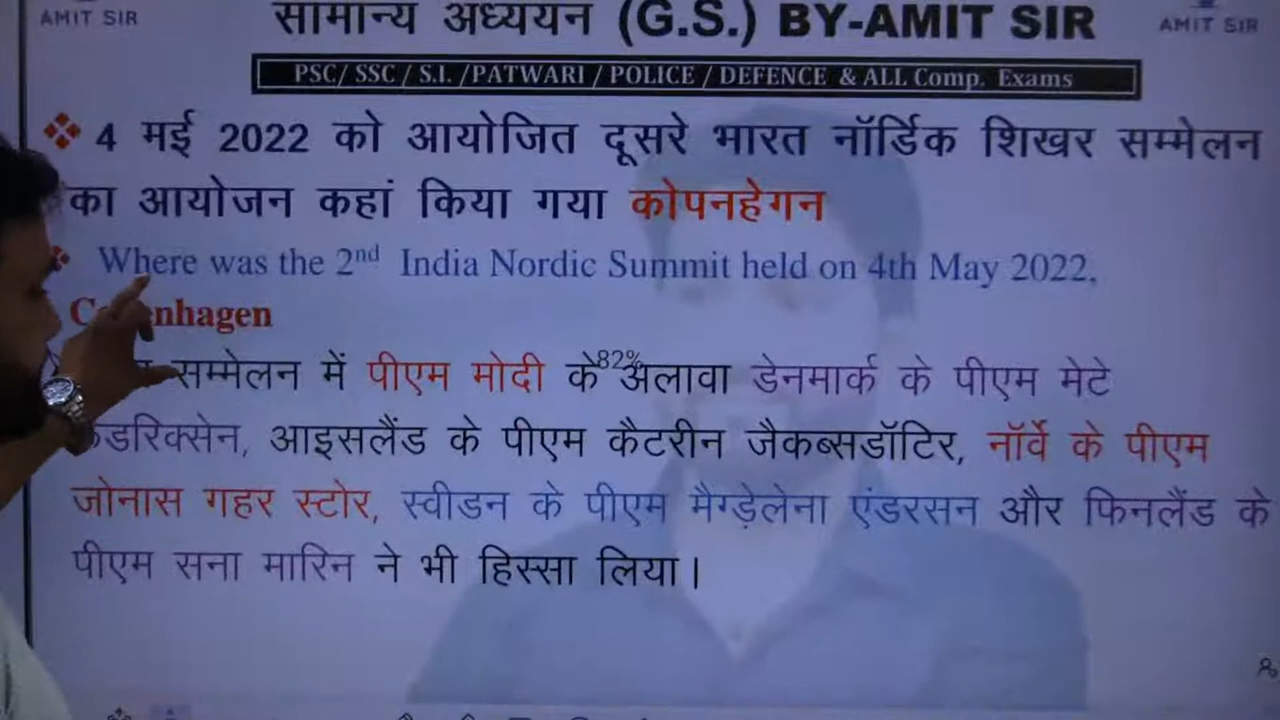 AMIT SIR
सामान्य अध्ययन (G.S.) BY-AMIT SIR
AMIT SIR
PSC/ SSC / S.I. /PATWARI / POLICE / DEFENCE & ALL Comp. Exams
4 मई 2022 को आयोजित दूसरे भारत नॉर्डिक शिखर सम्मेलन
का आयोजन कहां किया गया कोपनहेगन
Where was the 2nd India Nordic Summit held on 4th May 2022,
सम्मेलन में पीएम मोदी के अलावा डेनमार्क के पीएम मेटे
82%
आइसलैंड के पीएम कैटरीन जैकब्सडॉटिर, नॉर्वे के पीएम
जोनास गहर स्टोर, स्वीडन के पीएम मैग्ड़ेलेना एंडरसन और फिनलैंड के
पीएम सना मारिन ने भी हिस्सा लिया।